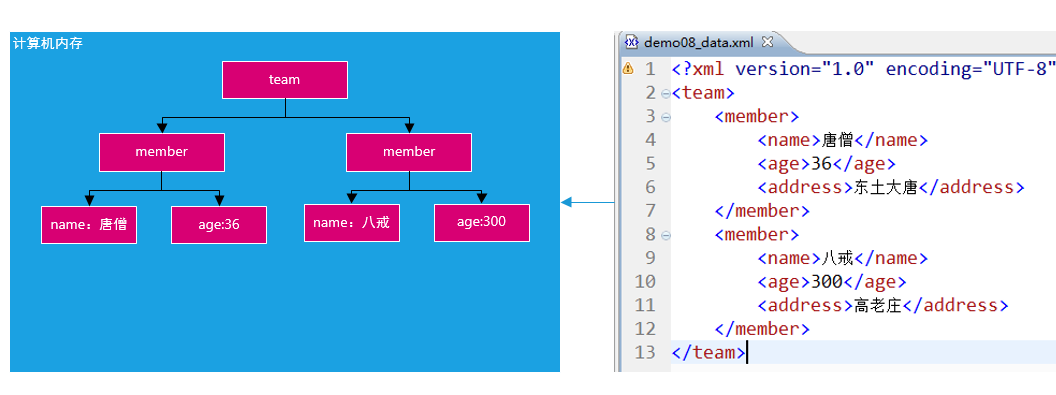 计算机内存
team
member
member
name：唐僧
age:36
name：八戒
age:300
demo08_data.xml
1 <?xml version="1.0" encoding="UTF-8"
2 <team>
3 <member>
4 <name>唐僧</name>
5 <age>36</age>
6 <address>东土大唐</address>
7 </member>
8 <member>
9 <name>八戒</name>
10 <age>300</age>
11 <address>高老庄</address>
12 </member>
13 </team>